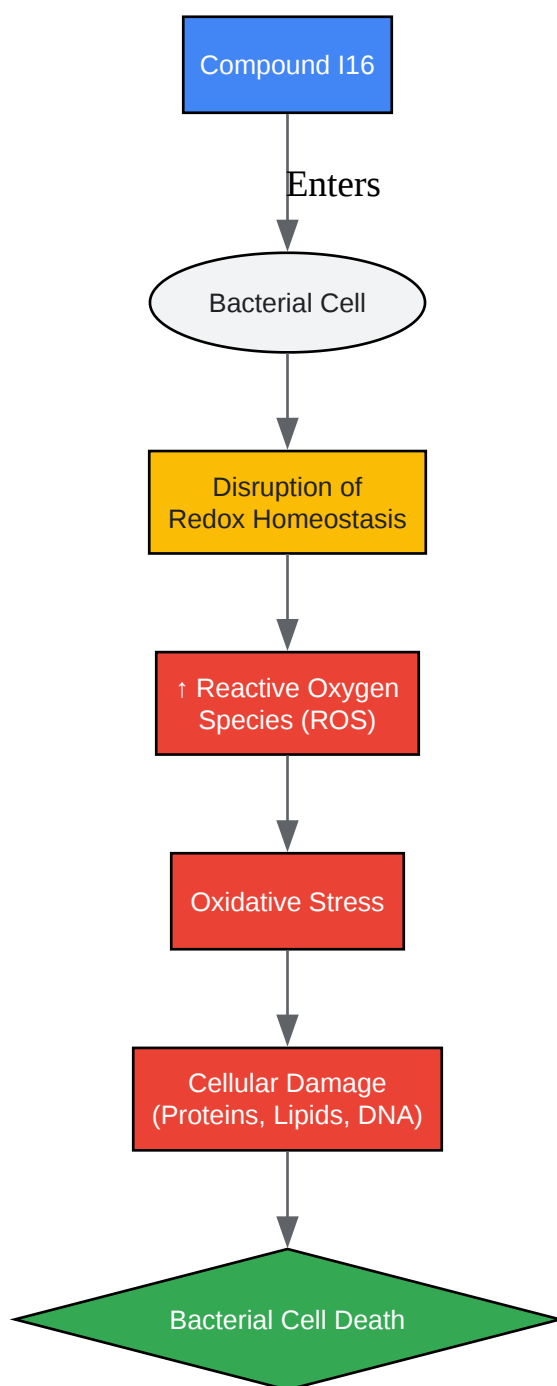 Compound I16
Enters
Bacterial Cell
Disruption of
Redox Homeostasis
↑ Reactive Oxygen
Species (ROS)
Oxidative Stress
Cellular Damage
(Proteins, Lipids, DNA)
Bacterial Cell Death